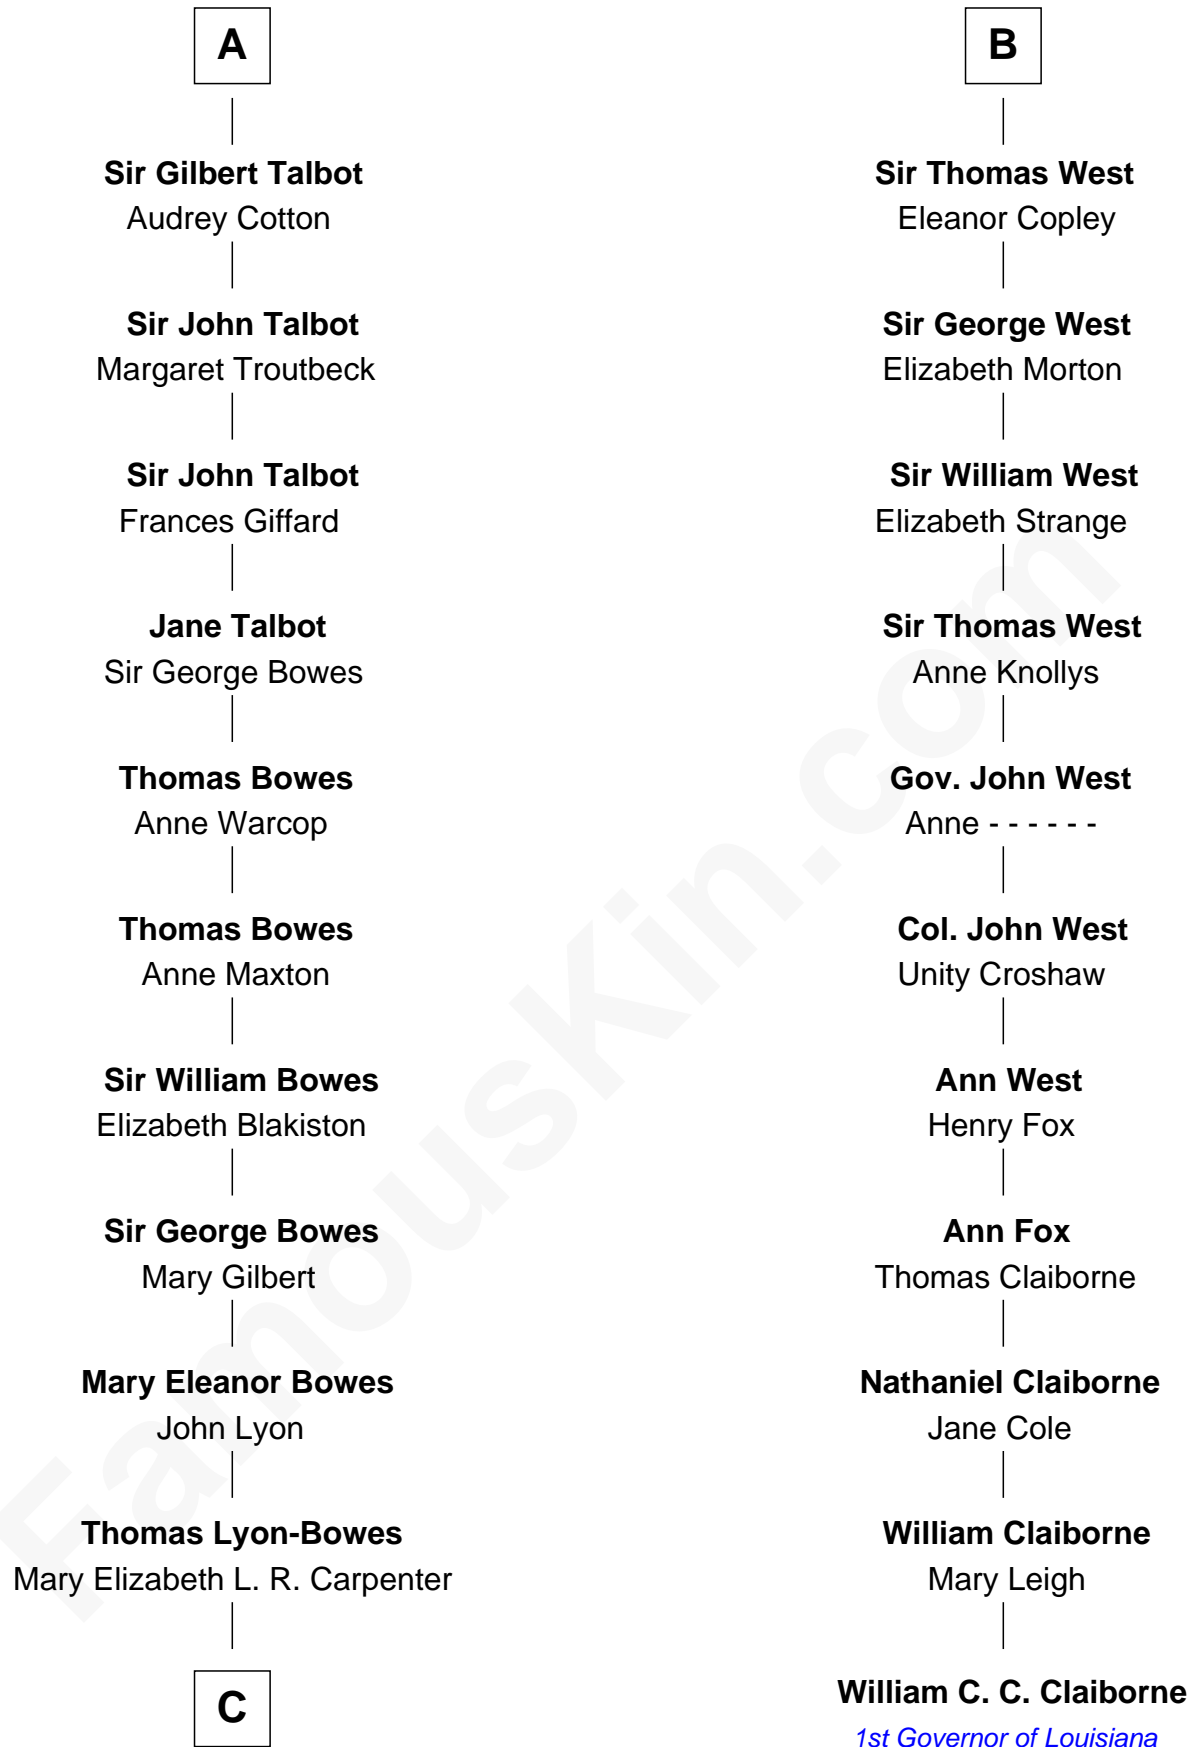 A
Sir Gilbert Talbot
Audrey Cotton
Sir John Talbot
Margaret Troutbeck
Sir John Talbot
Frances Giffard
Jane Talbot
Sir George Bowes
Thomas Bowes
Anne Warcop
Thomas Bowes
Anne Maxton
Sir William Bowes
Elizabeth Blakiston
Sir George Bowes
Mary Gilbert
Mary Eleanor Bowes
John Lyon
Thomas Lyon-Bowes
Mary Elizabeth L. R. Carpenter
C
B
Sir Thomas West
Eleanor Copley
Sir George West
Elizabeth Morton
Sir William West
Elizabeth Strange
Sir Thomas West
Anne Knollys
Gov. John West
Anne - - - - - -
Col. John West
Unity Croshaw
Ann West
Henry Fox
Ann Fox
Thomas Claiborne
Nathaniel Claiborne
Jane Cole
William Claiborne
Mary Leigh
William C. C. Claiborne
1st Governor of Louisiana
FamousKin.com